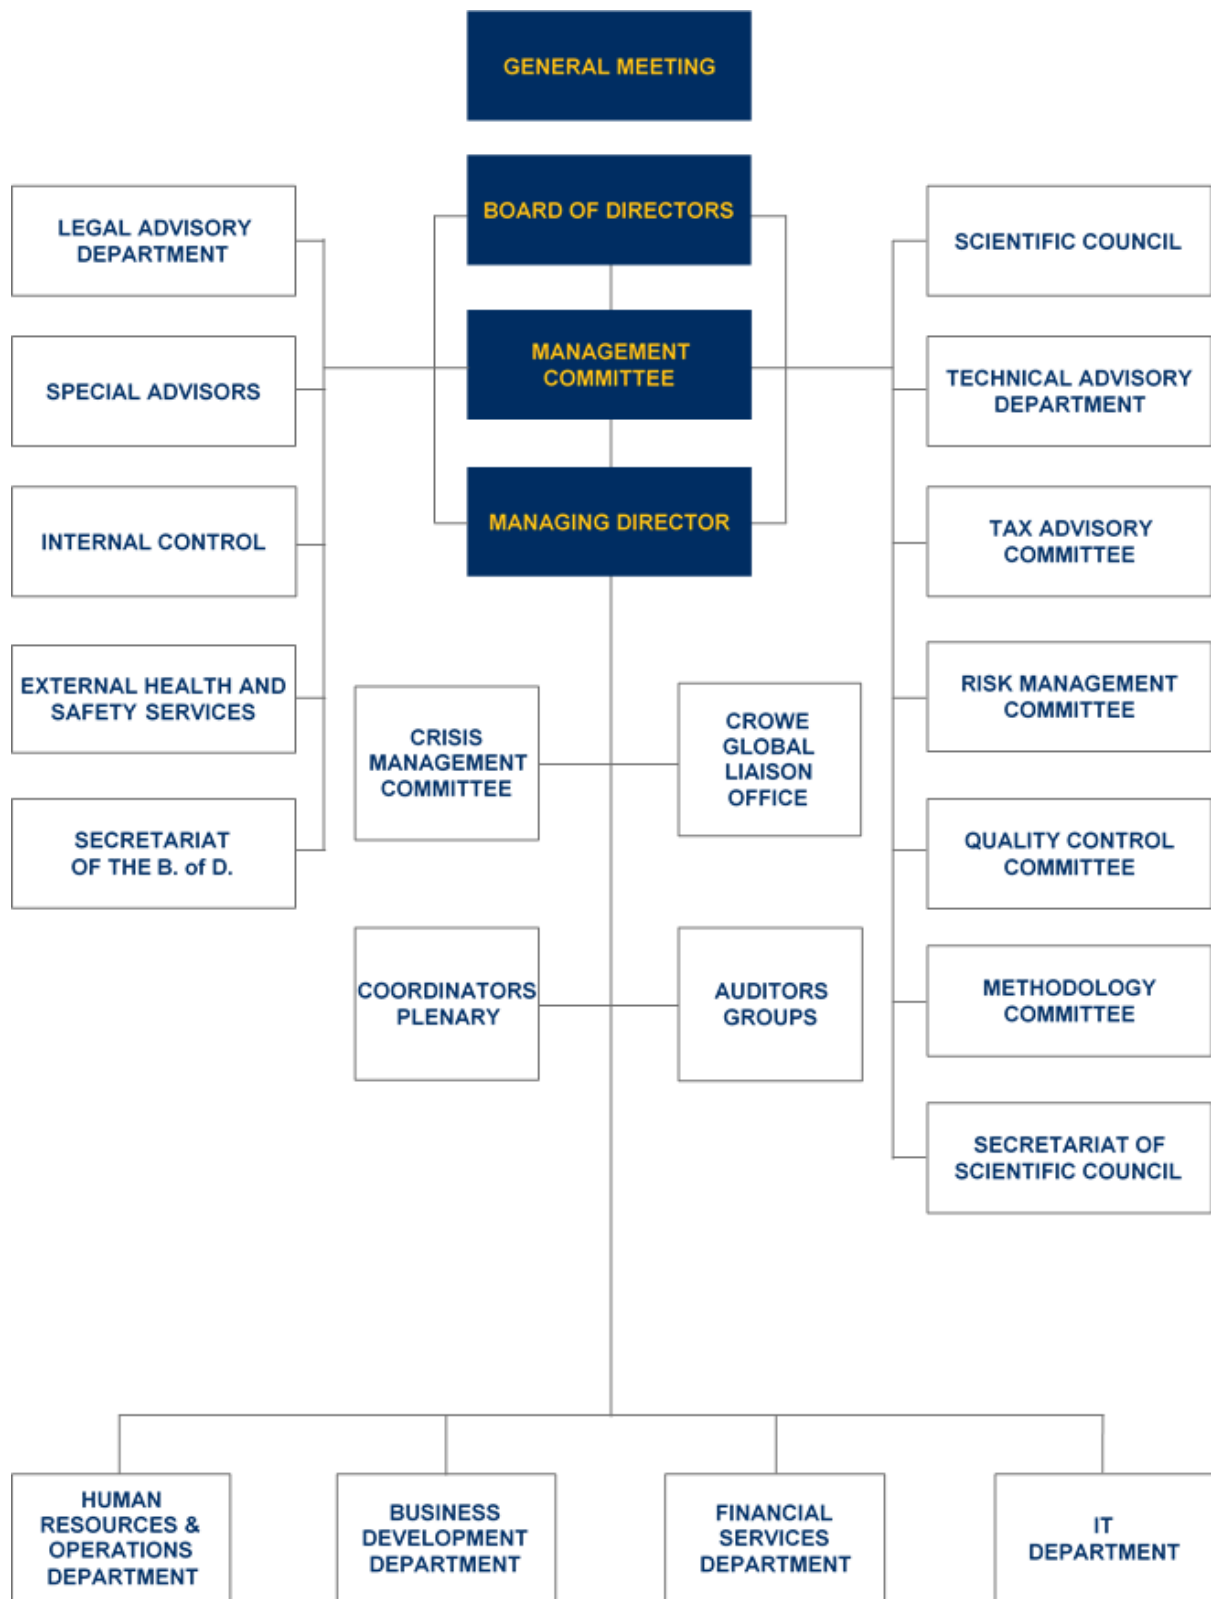 GENERAL MEETING
BOARD OF DIRECTORS
MANAGEMENT
COMMITTEE
MANAGING DIRECTOR
LEGAL ADVISORY
DEPARTMENT
SPECIAL ADVISORS
INTERNAL CONTROL
EXTERNAL HEALTH AND
SAFETY SERVICES
SECRETARIAT
OF THE B. of D.
SCIENTIFIC COUNCIL
TECHNICAL ADVISORY
DEPARTMENT
TAX ADVISORY
COMMITTEE
RISK MANAGEMENT
COMMITTEE
QUALITY CONTROL
COMMITTEE
METHODOLOGY
COMMITTEE
SECRETARIAT OF
SCIENTIFIC COUNCIL
CRISIS
MANAGEMENT
COMMITTEE
CROWE
GLOBAL
LIAISON
OFFICE
COORDINATORS
PLENARY
AUDITORS
GROUPS
HUMAN
RESOURCES &
OPERATIONS
DEPARTMENT
BUSINESS
DEVELOPMENT
DEPARTMENT
FINANCIAL
SERVICES
DEPARTMENT
IT
DEPARTMENT